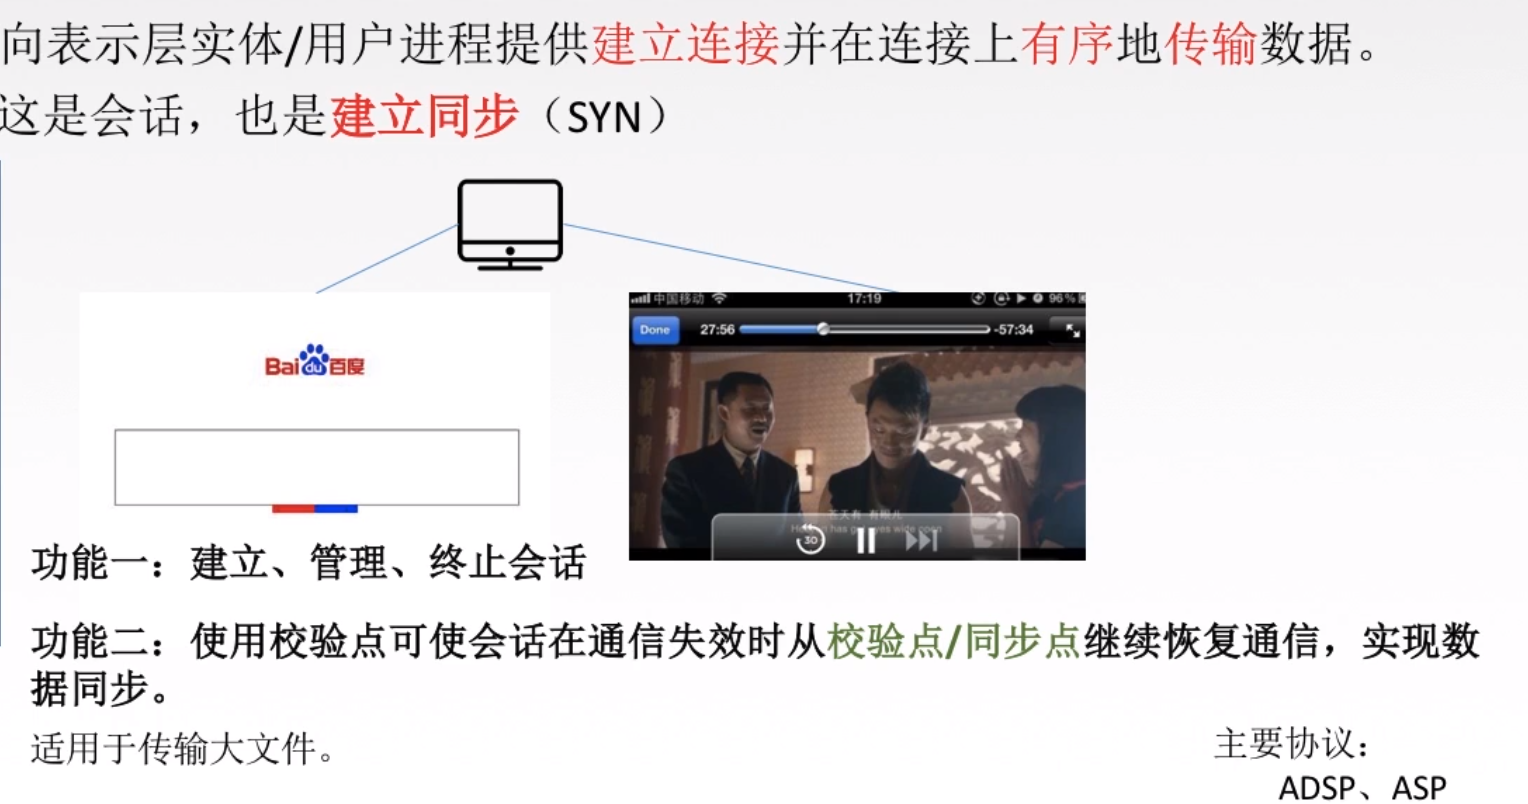 向表示层实体/用户进程提供建立连接并在连接上有序地传输数据。
这是会话，也是建立同步（SYN）
中国移动 17:19 96%
Done 27:56 -57:34
Bai du 百度
30
功能一：建立、管理、终止会话
功能二：使用校验点可使会话在通信失效时从校验点/同步点继续恢复通信，实现数
据同步。
适用于传输大文件。
主要协议：
ADSP、ASP